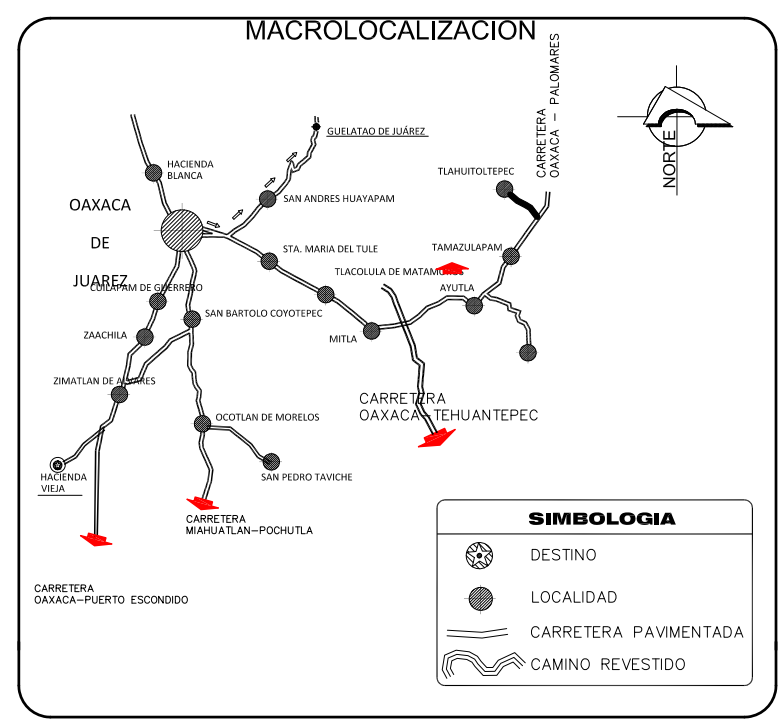 MACROLOCALIZACION
CARRETERA
OAXACA - PALOMARES
NORTE
GUELATAO DE JUÁREZ
HACIENDA
BLANCA
TLAHUITOLTEPEC
SAN ANDRES HUAYAPAM
OAXACA
DE
JUAREZ
STA. MARIA DEL TULE
TAMAZULAPAM
TLACOLULA DE MATAMOROS
CUILAPAM DE GUERRERO
AYUTLA
SAN BARTOLO COYOTEPEC
ZAACHILA
MITLA
ZIMATLAN DE ALVARES
CARRETERA
OAXACA-TEHUANTEPEC
OCOTLAN DE MORELOS
HACIENDA
VIEJA
SAN PEDRO TAVICHE
CARRETERA
MIAHUATLAN-POCHUTLA
CARRETERA
OAXACA-PUERTO ESCONDIDO
SIMBOLOGIA
DESTINO
LOCALIDAD
CARRETERA PAVIMENTADA
CAMINO REVESTIDO